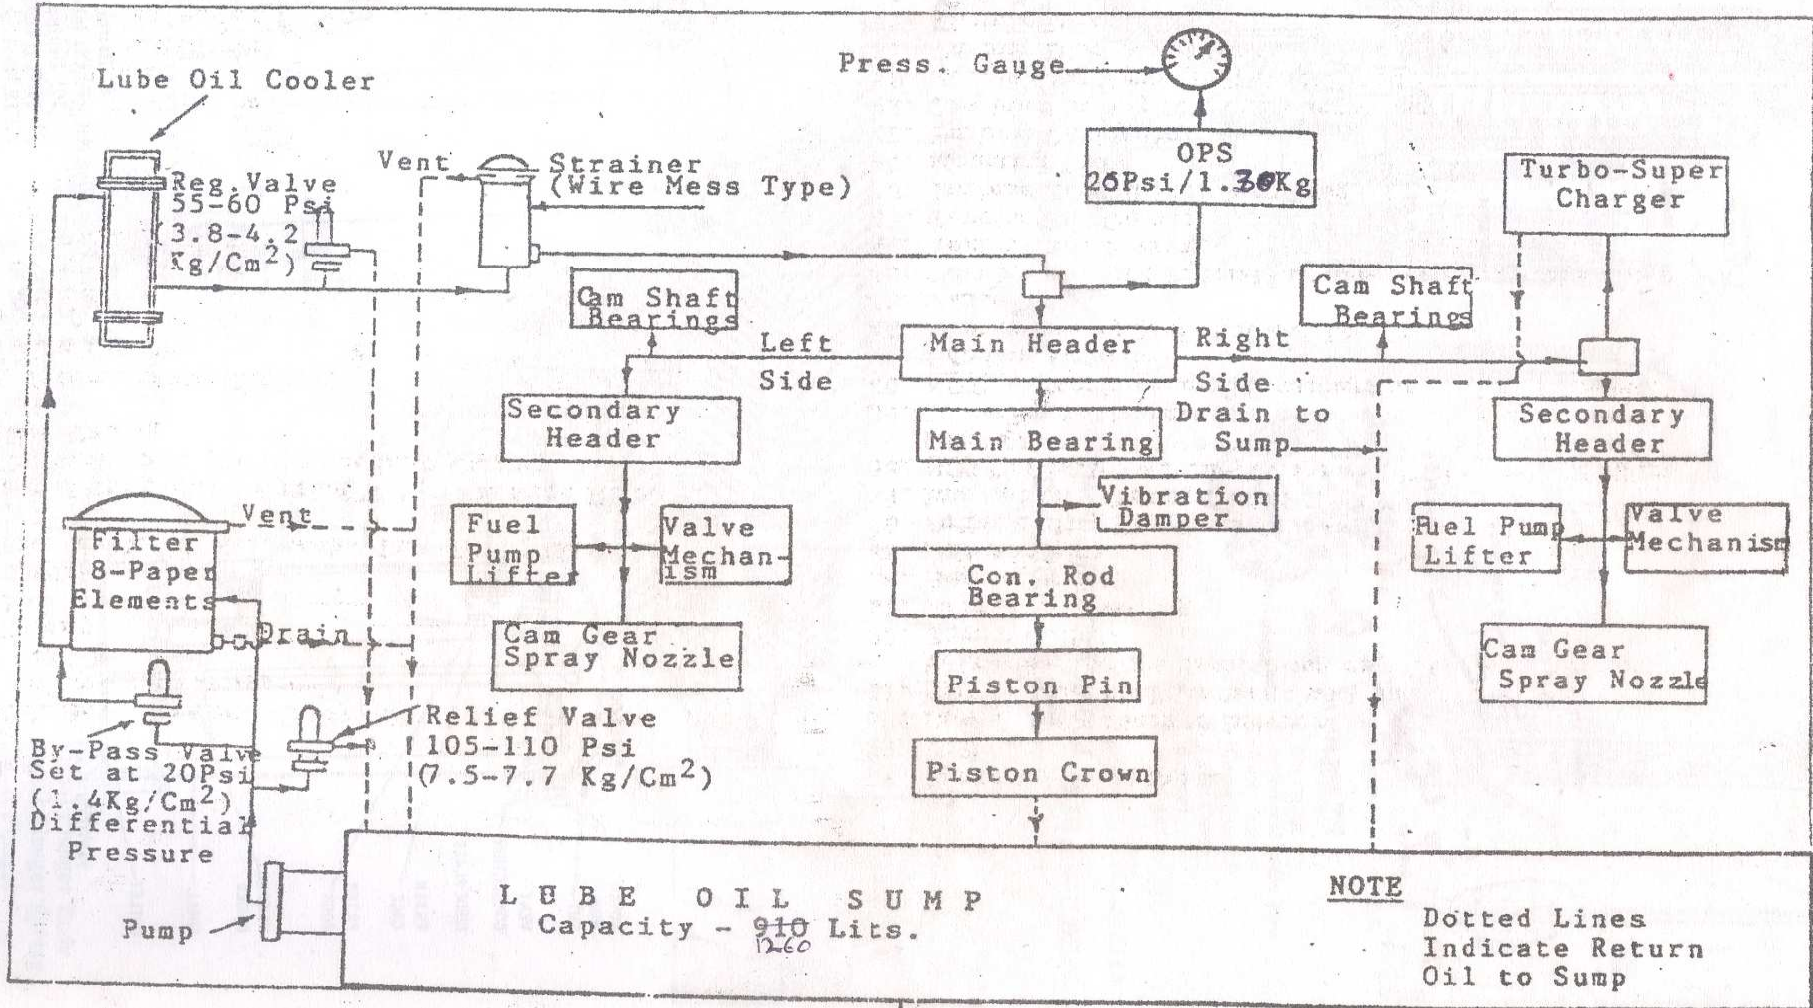 Press. Gauge
Lube Oil Cooler
OPS
20Psi/1.30Kg
Turbo-Super
Charger
Vent
Strainer
(Wire Mess Type)
Reg.Valve
55-60 Psi
(3.8-4.2
Kg/Cm²)
Cam Shaft
Bearings
Cam Shaft
Bearings
Left
Side
Main Header
Right
Side
Secondary
Header
Main Bearing
Drain to
Sump
Secondary
Header
Vent
Filter
8-Paper
Elements
Drain
Fuel
Pump
Lifter
Valve
Mechan-
ism
Vibration
Damper
Fuel Pump
Lifter
Valve
Mechanism
Con. Rod
Bearing
Cam Gear
Spray Nozzle
Piston Pin
Cam Gear
Spray Nozzle
By-Pass Valve
Set at 20Psi
(1.4Kg/Cm²)
Differential
Pressure
Relief Valve
105-110 Psi
(7.5-7.7 Kg/Cm²)
Piston Crown
Pump
LUBE OIL SUMP
Capacity - 910 Lits.
1260
NOTE
Dotted Lines
Indicate Return
Oil to Sump